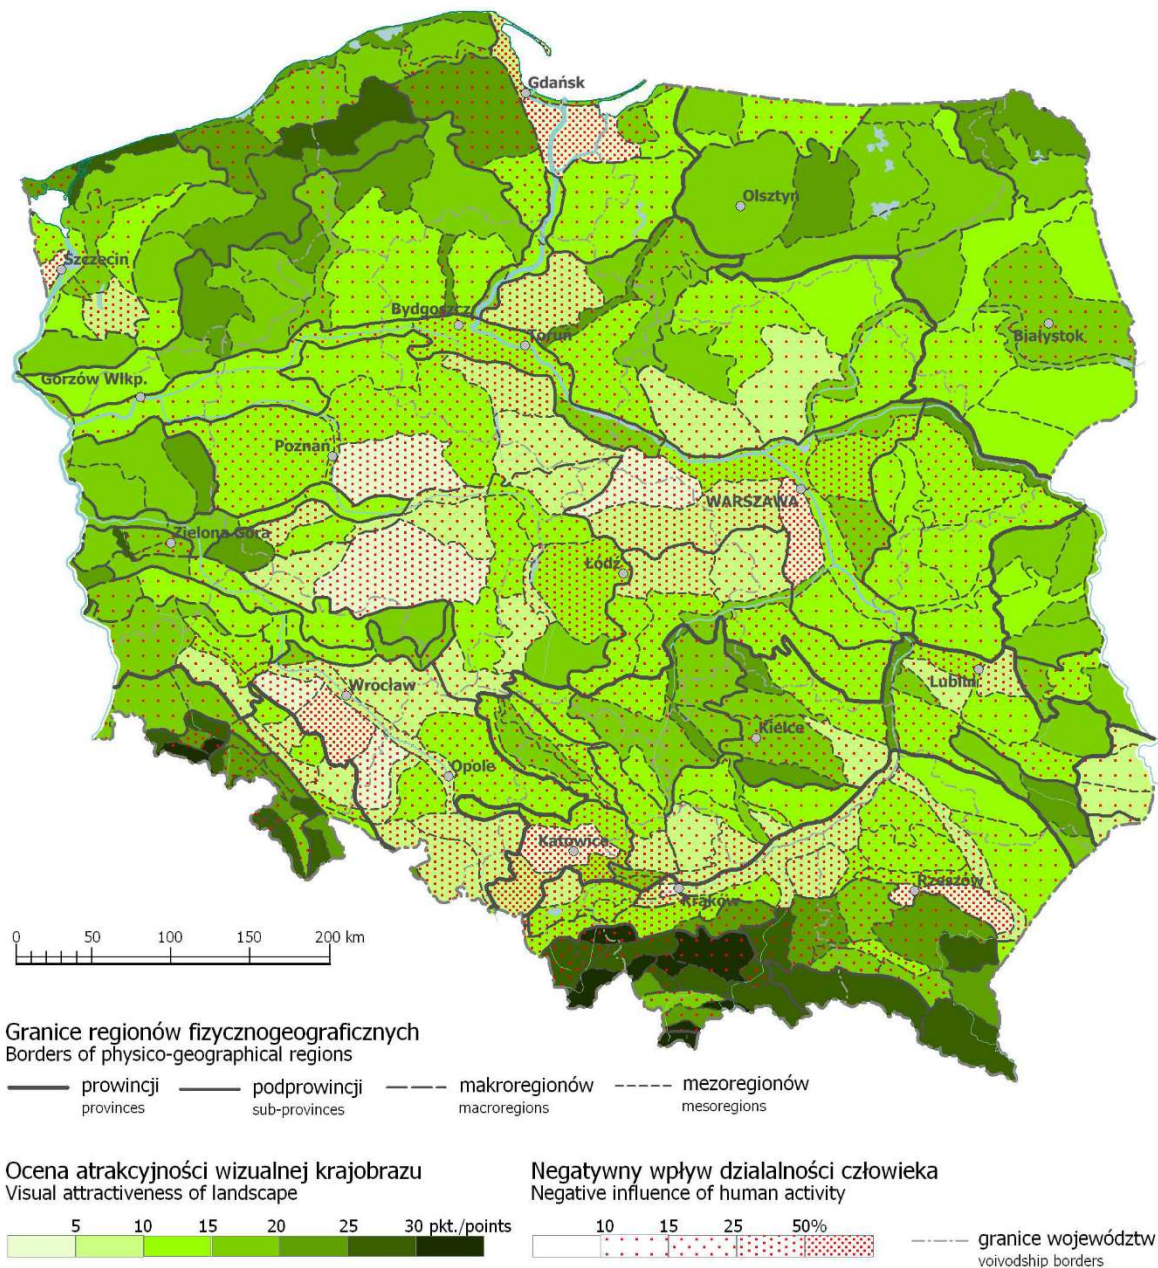 Gdańsk
Olsztyn
Szczecin
Bydgoszcz
Białystok
Toruń
Gorzów Wlkp.
Poznań
WARSZAWA
Zielona Góra
Łódź
Wrocław
Lublin
Kielce
Opole
Katowice
Rzeszów
Kraków
0 50 100 150 200 km
Granice regionów fizycznogeograficznych
Borders of physico-geographical regions
prowincji podprowincji makroregionów mezoregionów
provinces sub-provinces macroregions mesoregions
Ocena atrakcyjności wizualnej krajobrazu
Visual attractiveness of landscape
5 10 15 20 25 30 pkt./points
Negatywny wpływ dzialalności człowieka
Negative influence of human activity
10 15 25 50%
granice województw
voivodship borders